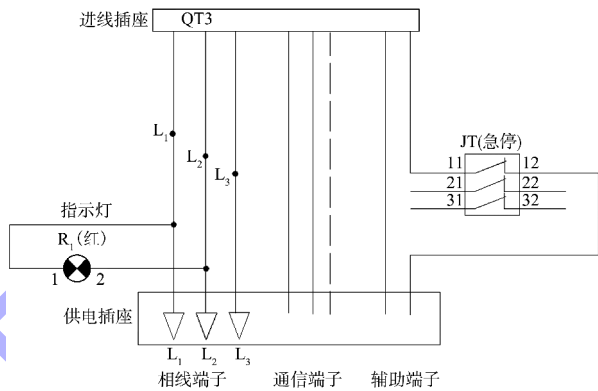 进线插座 QT3
L₁
L₂
L₃
JT(急停)
11 12
21 22
31 32
指示灯
R₁(红)
1 2
供电插座
L₁ L₂ L₃
相线端子 通信端子 辅助端子